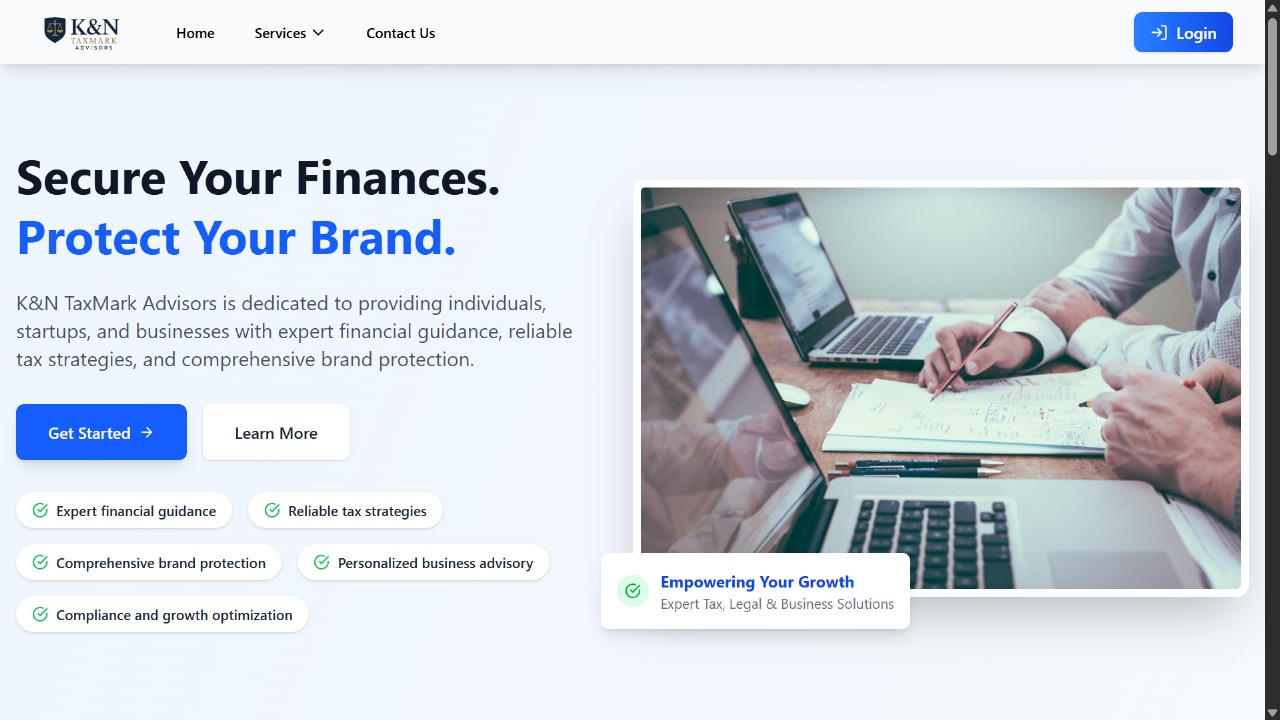 K&N
TAXMARK
ADVISORS
Home
Services
Contact Us
Login
Secure Your Finances.
Protect Your Brand.
K&N TaxMark Advisors is dedicated to providing individuals,
startups, and businesses with expert financial guidance, reliable
tax strategies, and comprehensive brand protection.
Get Started
Learn More
Expert financial guidance
Reliable tax strategies
Comprehensive brand protection
Personalized business advisory
Compliance and growth optimization
Empowering Your Growth
Expert Tax, Legal & Business Solutions